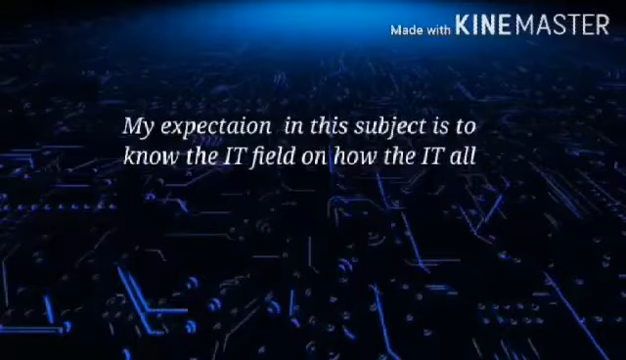 Made with KINEMASTER
My expectaion in this subject is to
know the IT field on how the IT all